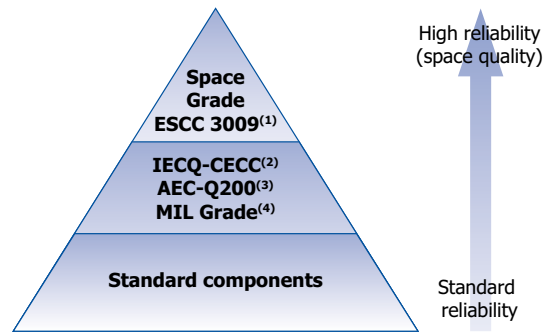 Space
Grade
ESCC 3009(1)
IECQ-CECC(2)
AEC-Q200(3)
MIL Grade(4)
Standard components
High reliability
(space quality)
Standard
reliability